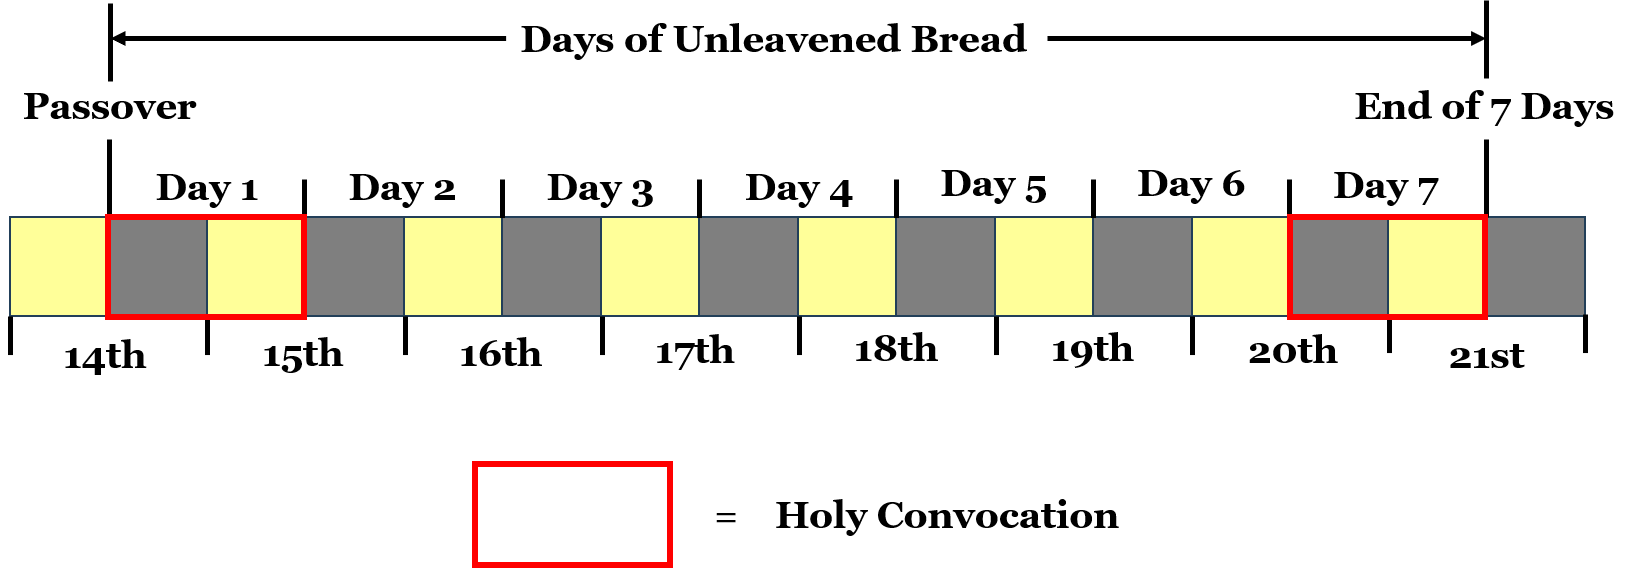 Days of Unleavened Bread
Passover
End of 7 Days
Day 1
Day 2
Day 3
Day 4
Day 5
Day 6
Day 7
14th
15th
16th
17th
18th
19th
20th
21st
= Holy Convocation